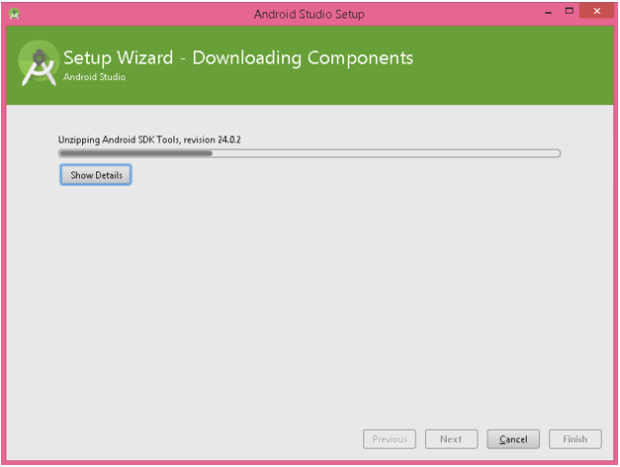 Android Studio Setup
Setup Wizard - Downloading Components
Android Studio
Unzipping Android SDK Tools, revision 24.0.2
Show Details
Previous
Next
Cancel
Finish